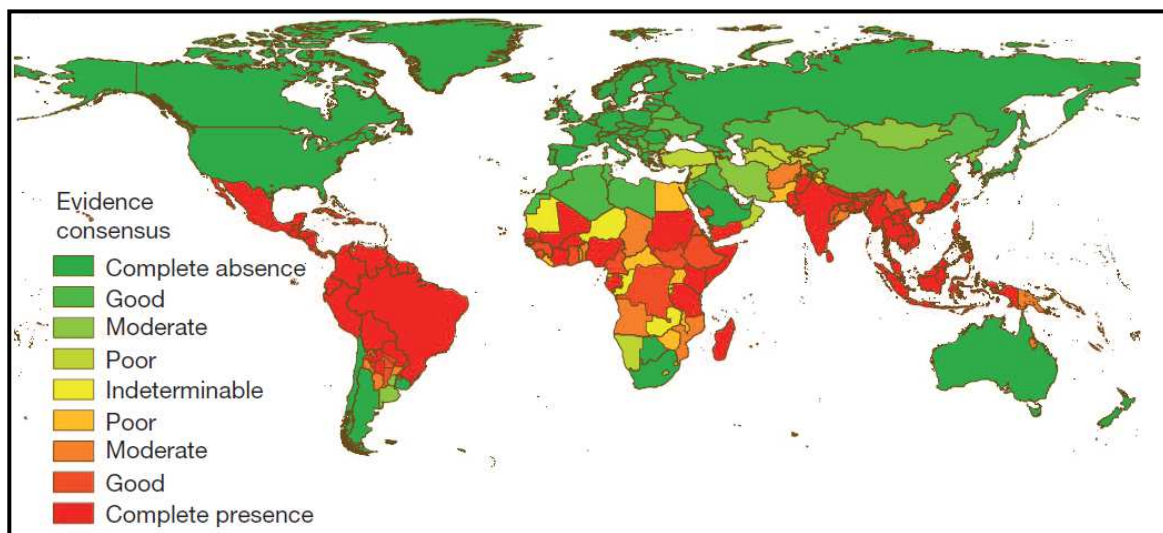 Evidence
consensus
Complete absence
Good
Moderate
Poor
Indeterminable
Poor
Moderate
Good
Complete presence